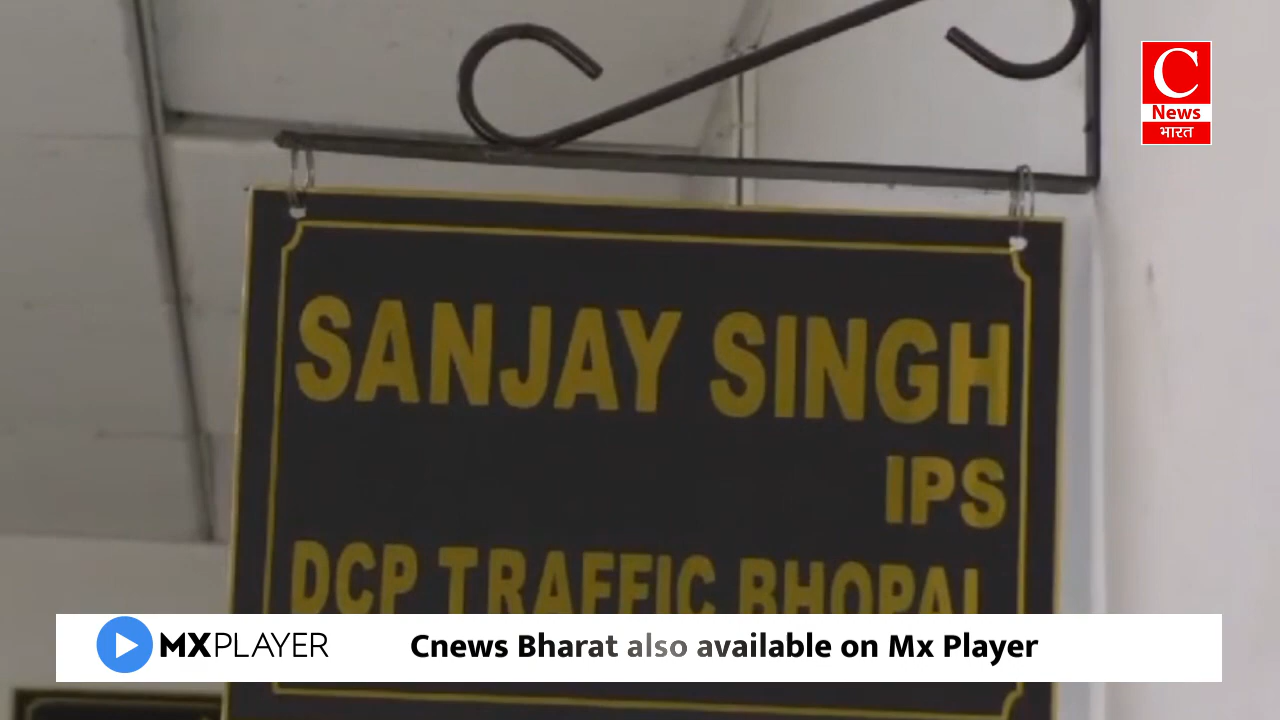 C
News
भारत
SANJAY SINGH
IPS
DCP TRAFFIC BHOPAL
MXPLAYER
Cnews Bharat also available on Mx Player